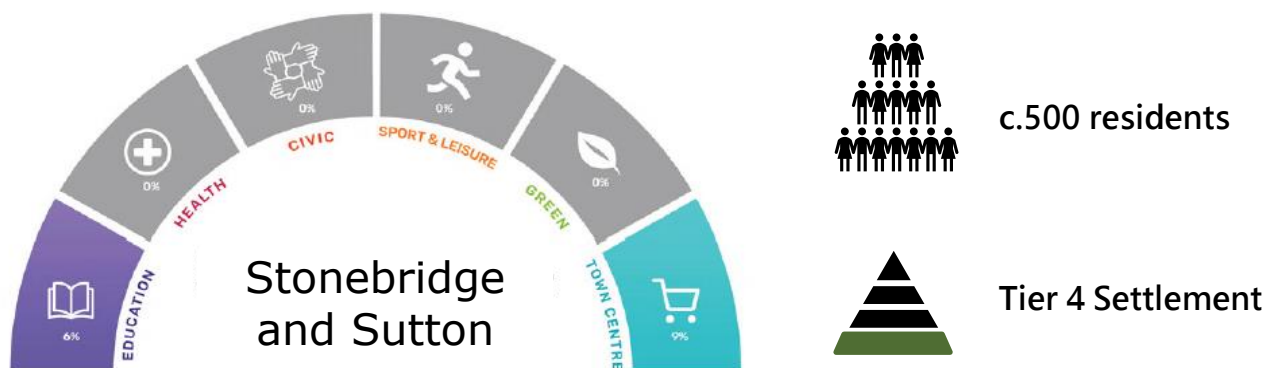 0%
0%
CIVIC
SPORT & LEISURE
0%
HEALTH
0%
GREEN
6%
EDUCATION
Stonebridge
and Sutton
TOWN CENTRE
9%
c.500 residents
Tier 4 Settlement